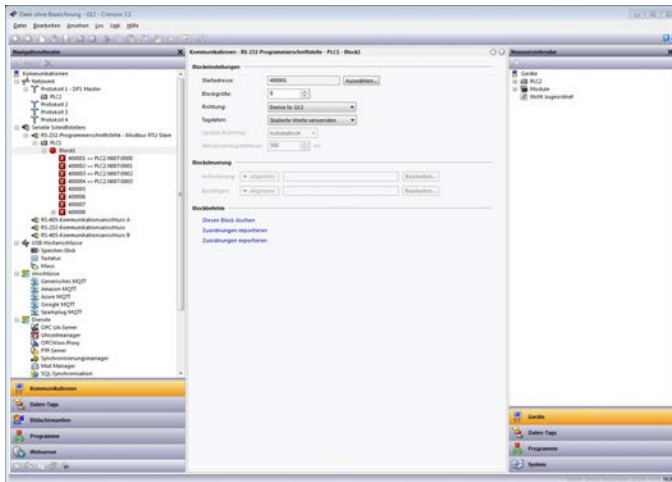 Datei ohne Bezeichnung - G12 - Crimson 3.2
Datei Bearbeiten Ansehen Los Link Hilfe
Navigationsfenster
Kommunikationen
Netzwerk
Protokoll 1 - DF1 Master
PLC2
Protokoll 2
Protokoll 3
Protokoll 4
Serielle Schnittstellen
RS-232-Programmierschnittstelle - Modbus RTU Slave
PLC1
Block1
400001 >> PLC2.N007:0000
400002 >> PLC2.N007:0001
400003 >> PLC2.N007:0002
400004 >> PLC2.N007:0003
400005
400006
400007
400008
RS-485-Kommunikationsanschluss A
RS-232-Kommunikationsanschluss
RS-485-Kommunikationsanschluss B
USB-Hostanschlüsse
Speicher-Stick
Tastatur
Maus
Anschlüsse
Generisches MQTT
Amazon MQTT
Azure MQTT
Google MQTT
Sparkplug MQTT
Dienste
OPC UA-Server
Uhrzeitmanager
OPCWorx-Proxy
FTP-Server
Synchronisierungsmanager
Mail Manager
SQL-Synchronisation
Kommunikationen
Daten-Tags
Programme
Webserver
Kommunikationen - RS-232-Programmierschnittstelle - PLC1 - Block1
Blockeinstellungen
Startadresse: 400001 Auswählen...
Blockgröße: 8
Richtung: Device to G12
Tagdaten: Skalierte Werte verwenden
Automatisch
500 ms
Blocksteuerung
Anforderung: Allgemein Bearbeiten...
Bestätigen: Allgemein Bearbeiten...
Blockbefehle
Diesen Block löschen
Zuordnungen importieren
Zuordnungen exportieren
Ressourcenfenster
Geräte
PLC2
Module
Nicht zugeordnet
Geräte
Daten-Tags
Programme
System